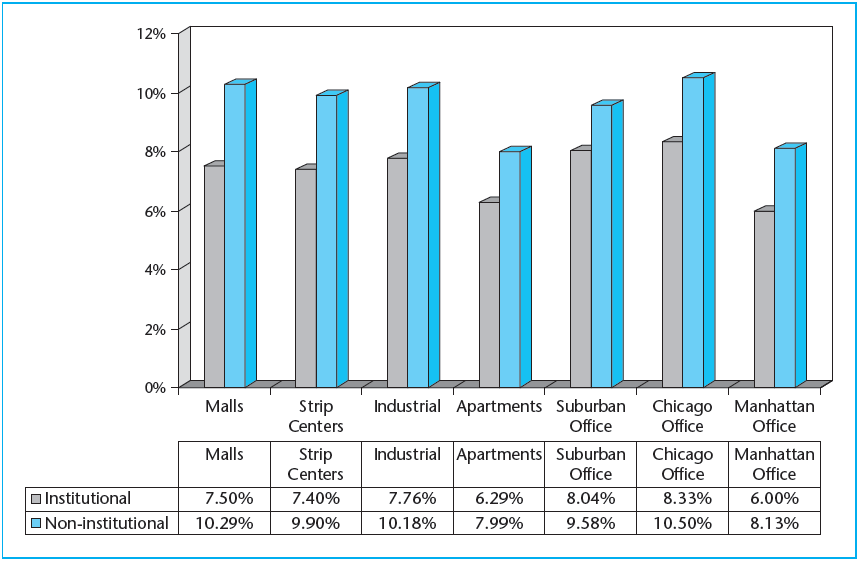 12%
10%
8%
6%
4%
2%
0%
Malls Strip Industrial Apartments Suburban Chicago Manhattan
Centers Office Office Office
Malls Strip Industrial Apartments Suburban Chicago Manhattan
Centers Office Office Office
Institutional 7.50% 7.40% 7.76% 6.29% 8.04% 8.33% 6.00%
Non-institutional 10.29% 9.90% 10.18% 7.99% 9.58% 10.50% 8.13%